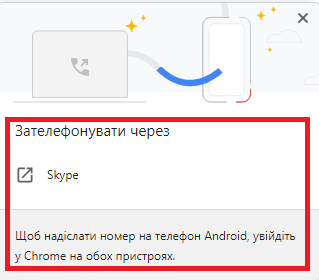 Зателефонувати через
Skype
Щоб надіслати номер на телефон Android, увійдіть
у Chrome на обох пристроях.